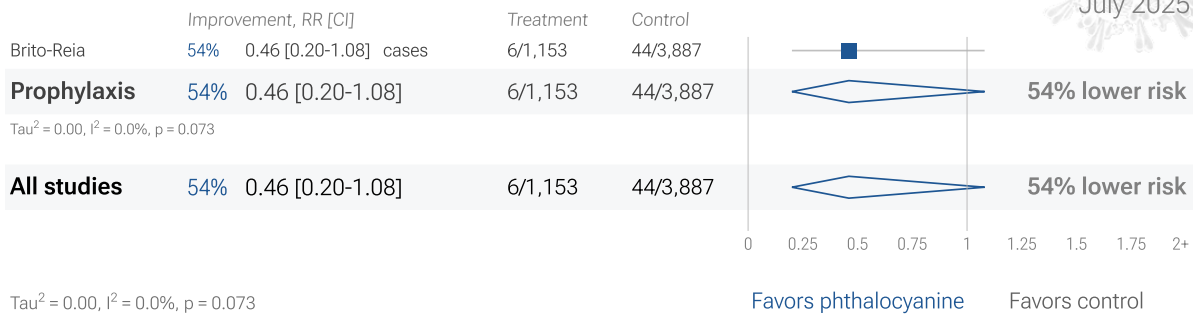 July 2025
Improvement, RR [CI] Treatment Control
Brito-Reia 54% 0.46 [0.20-1.08] cases 6/1,153 44/3,887
Prophylaxis 54% 0.46 [0.20-1.08] 6/1,153 44/3,887 54% lower risk
Tau² = 0.00, I² = 0.0%, p = 0.073
All studies 54% 0.46 [0.20-1.08] 6/1,153 44/3,887 54% lower risk
0 0.25 0.5 0.75 1 1.25 1.5 1.75 2+
Tau² = 0.00, I² = 0.0%, p = 0.073 Favors phthalocyanine Favors control